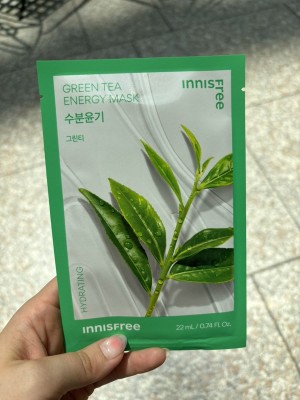 GREEN TEA
ENERGY MASK
수분윤기
그린티
INNISFree
HYDRATING
INNISFree
22 mL / 0.74 FL Oz.